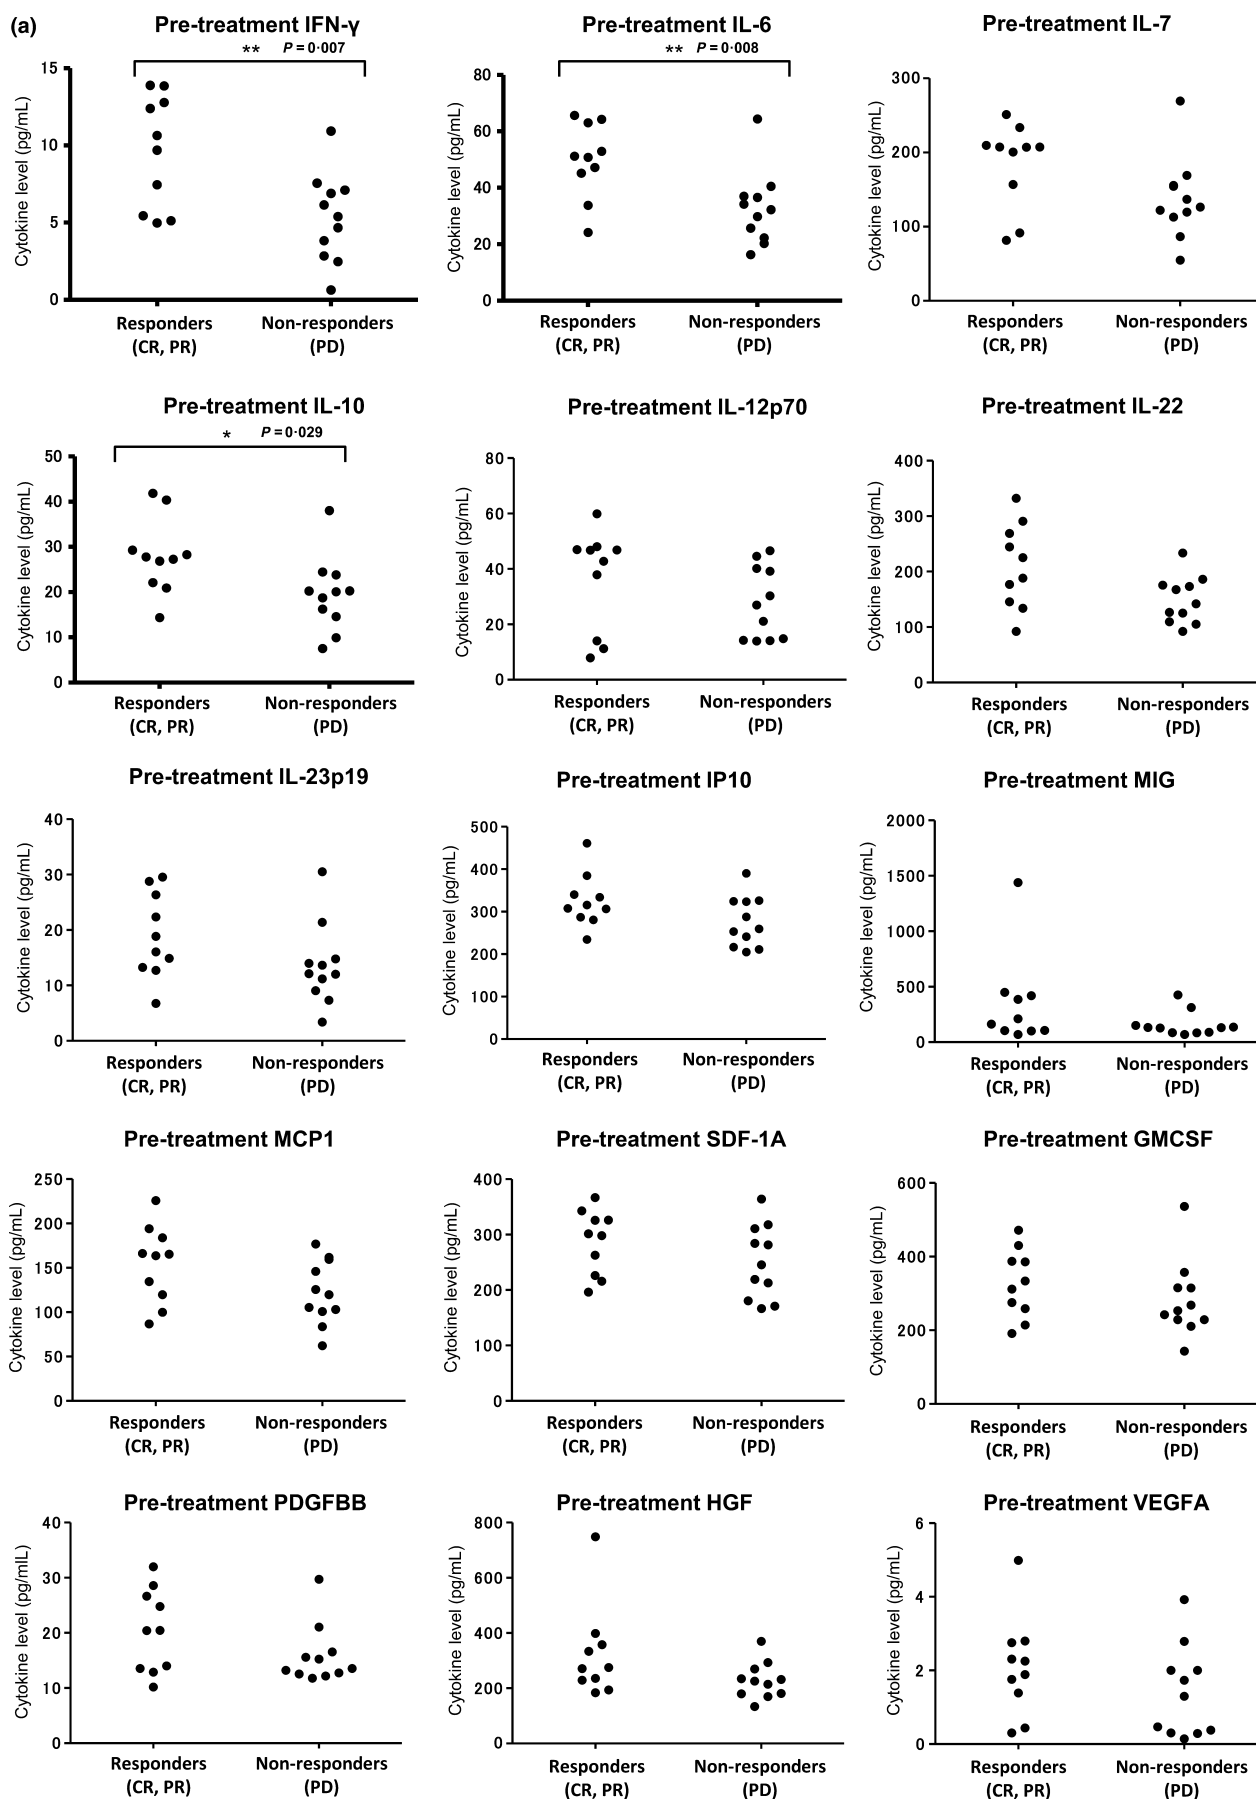 (a)
Pre-treatment IFN-γ
** P = 0·007
Cytokine level (pg/mL)
15
10
5
0
Responders
(CR, PR)
Non-responders
(PD)
Pre-treatment IL-6
** P = 0·008
Cytokine level (pg/mL)
80
60
40
20
0
Responders
(CR, PR)
Non-responders
(PD)
Pre-treatment IL-7
Cytokine level (pg/mL)
300
200
100
0
Responders
(CR, PR)
Non-responders
(PD)
Pre-treatment IL-10
* P = 0·029
Cytokine level (pg/mL)
50
40
30
20
10
0
Responders
(CR, PR)
Non-responders
(PD)
Pre-treatment IL-12p70
Cytokine level (pg/mL)
80
60
40
20
0
Responders
(CR, PR)
Non-responders
(PD)
Pre-treatment IL-22
Cytokine level (pg/mL)
400
300
200
100
0
Responders
(CR, PR)
Non-responders
(PD)
Pre-treatment IL-23p19
Cytokine level (pg/mL)
40
30
20
10
0
Responders
(CR, PR)
Non-responders
(PD)
Pre-treatment IP10
Cytokine level (pg/mL)
500
400
300
200
100
0
Responders
(CR, PR)
Non-responders
(PD)
Pre-treatment MIG
Cytokine level (pg/mL)
2000
1500
1000
500
0
Responders
(CR, PR)
Non-responders
(PD)
Pre-treatment MCP1
Cytokine level (pg/mL)
250
200
150
100
50
0
Responders
(CR, PR)
Non-responders
(PD)
Pre-treatment SDF-1A
Cytokine level (pg/mL)
400
300
200
100
0
Responders
(CR, PR)
Non-responders
(PD)
Pre-treatment GMCSF
Cytokine level (pg/mL)
600
400
200
0
Responders
(CR, PR)
Non-responders
(PD)
Pre-treatment PDGFBB
Cytokine level (pg/mlL)
40
30
20
10
0
Responders
(CR, PR)
Non-responders
(PD)
Pre-treatment HGF
Cytokine level (pg/mL)
800
600
400
200
0
Responders
(CR, PR)
Non-responders
(PD)
Pre-treatment VEGFA
Cytokine level (pg/mL)
6
4
2
0
Responders
(CR, PR)
Non-responders
(PD)